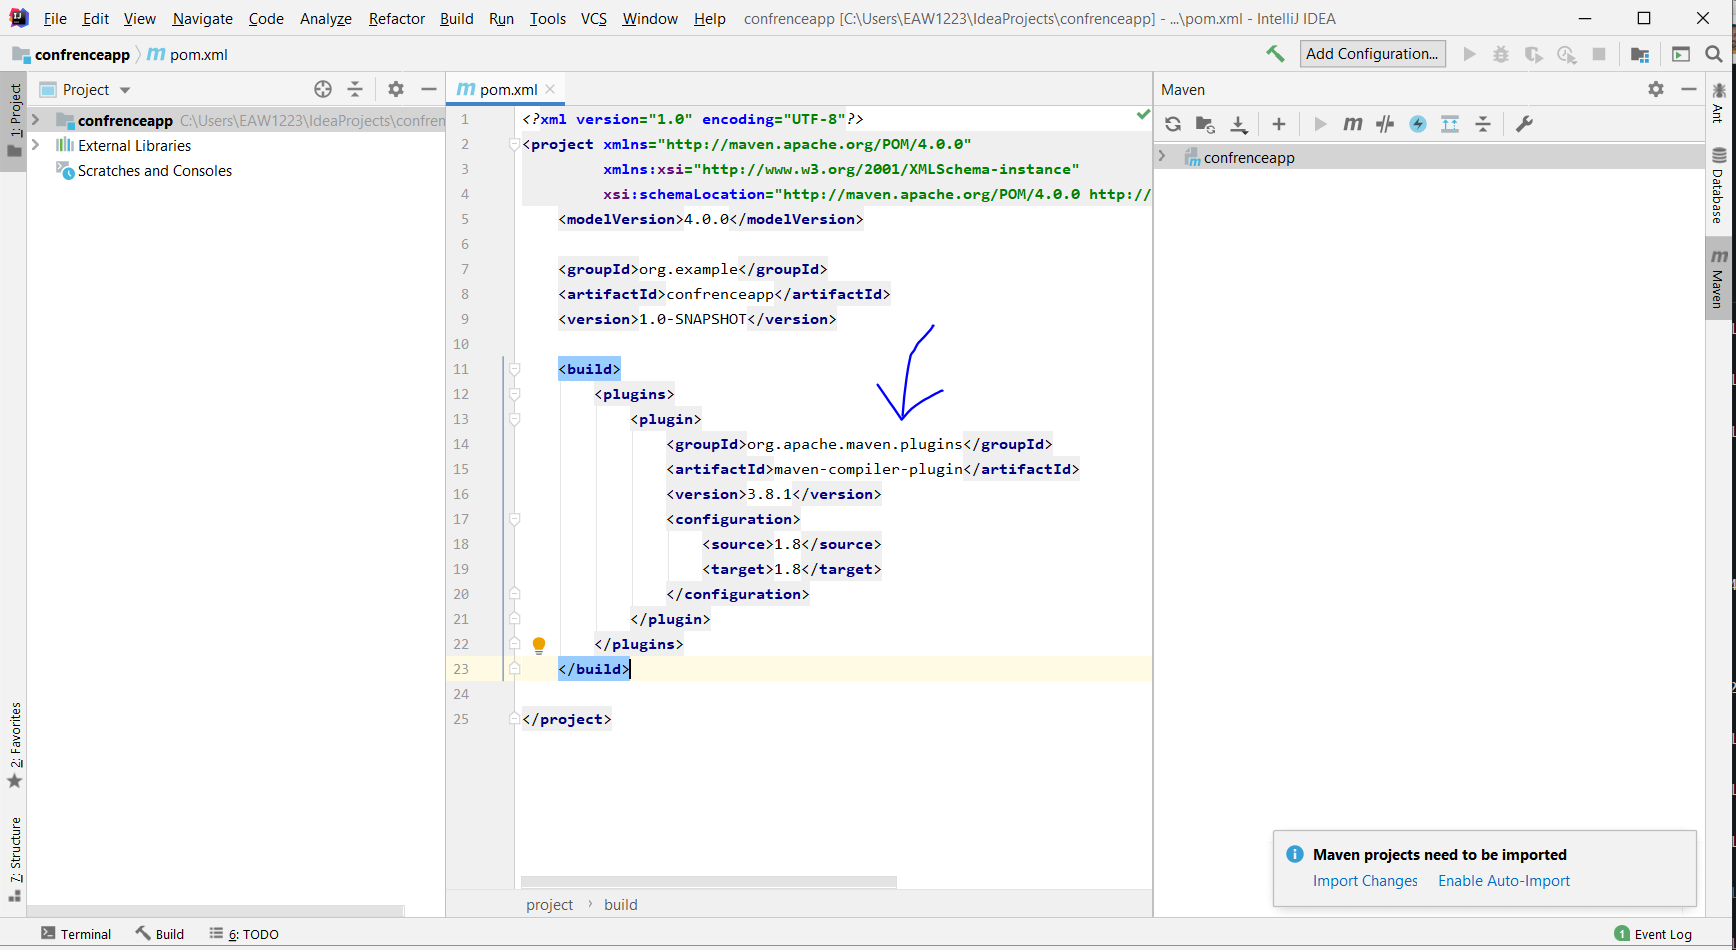 File Edit View Navigate Code Analyze Refactor Build Run Tools VCS Window Help confrenceapp [C:\Users\EAW1223\IdeaProjects\confrenceapp] - ...\pom.xml - IntelliJ IDEA
confrenceapp m pom.xml Add Configuration...
1: Project
Project
confrenceapp C:\Users\EAW1223\IdeaProjects\confren
External Libraries
Scratches and Consoles
2: Favorites
7: Structure
m pom.xml
1 <?xml version="1.0" encoding="UTF-8"?>
2 <project xmlns="http://maven.apache.org/POM/4.0.0"
3 xmlns:xsi="http://www.w3.org/2001/XMLSchema-instance"
4 xsi:schemaLocation="http://maven.apache.org/POM/4.0.0 http://
5 <modelVersion>4.0.0</modelVersion>
6
7 <groupId>org.example</groupId>
8 <artifactId>confrenceapp</artifactId>
9 <version>1.0-SNAPSHOT</version>
10
11 <build>
12 <plugins>
13 <plugin>
14 <groupId>org.apache.maven.plugins</groupId>
15 <artifactId>maven-compiler-plugin</artifactId>
16 <version>3.8.1</version>
17 <configuration>
18 <source>1.8</source>
19 <target>1.8</target>
20 </configuration>
21 </plugin>
22 </plugins>
23 </build>
24
25 </project>
project › build
Maven
m
confrenceapp
Ant
Database
m Maven
Maven projects need to be imported
Import Changes Enable Auto-Import
Terminal Build 6: TODO 1 Event Log